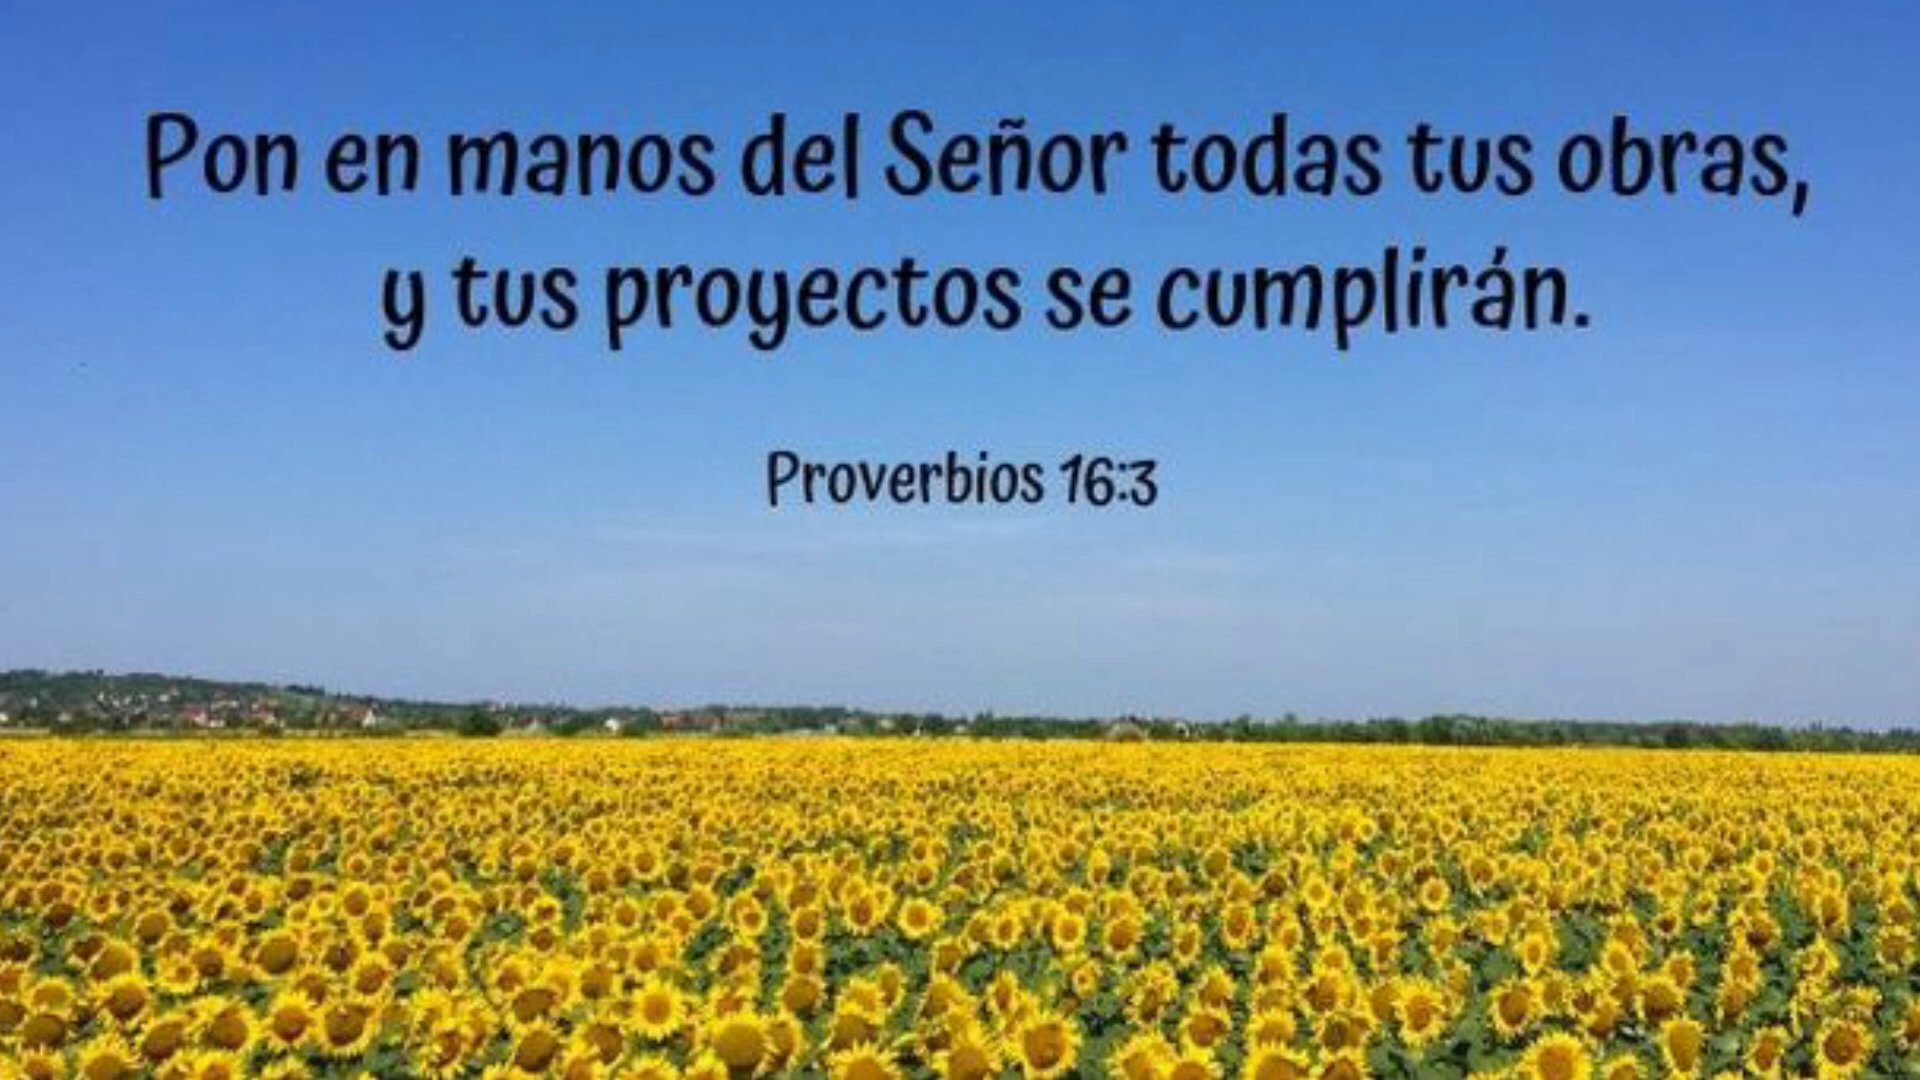 Pon en manos del Señor todas tus obras,
y tus proyectos se cumplirán.
Proverbios 16:3